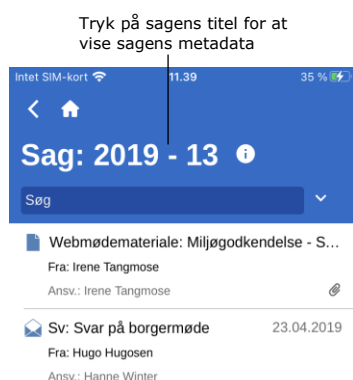 Tryk på sagens titel for at
vise sagens metadata
Intet SIM-kort 11.39 35 %
Sag: 2019 - 13
Søg
Webmødemateriale: Miljøgodkendelse - S...
Fra: Irene Tangmose
Ansv.: Irene Tangmose
Sv: Svar på borgermøde 23.04.2019
Fra: Hugo Hugosen
Ansv.: Hanne Winter